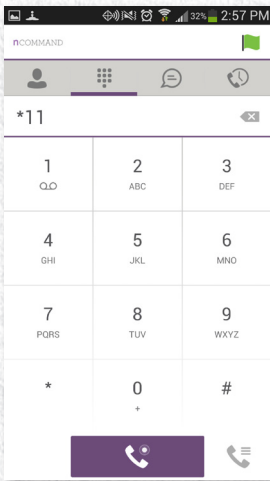 32% 2:57 PM
nCOMMAND
*11
1 2 3
ABC DEF
4 5 6
GHI JKL MNO
7 8 9
PQRS TUV WXYZ
* 0 #
+